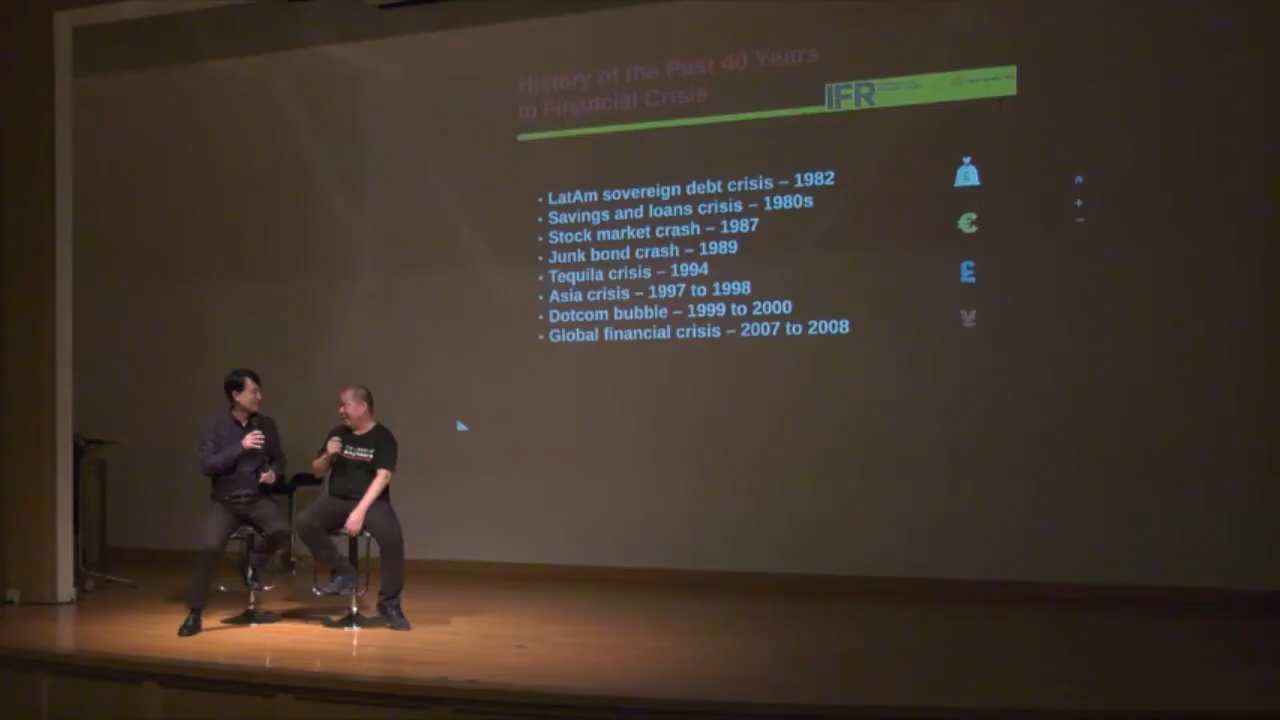 History of the Past 40 Years
in Financial Crisis
IFR
• LatAm sovereign debt crisis – 1982
• Savings and loans crisis – 1980s
• Stock market crash – 1987
• Junk bond crash – 1989
• Tequila crisis – 1994
• Asia crisis – 1997 to 1998
• Dotcom bubble – 1999 to 2000
• Global financial crisis – 2007 to 2008
£
€
£
¥